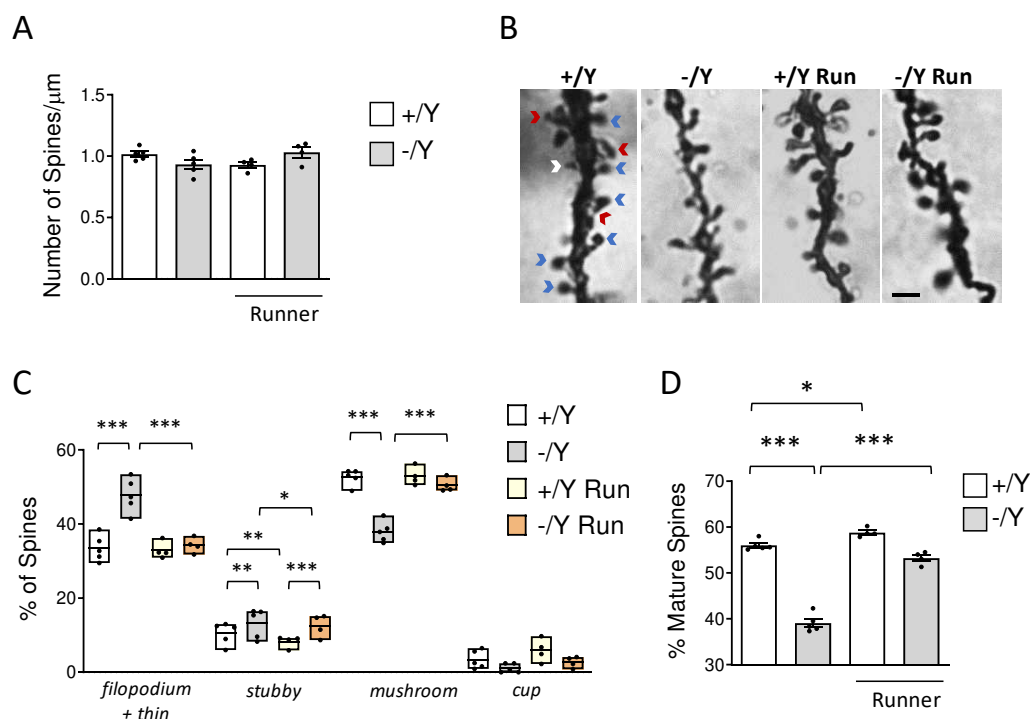 A
Number of Spines/µm
1.5
1.0
0.5
0.0
+/Y
-/Y
Runner
B
+/Y
-/Y
+/Y Run
-/Y Run
C
% of Spines
60
40
20
0
***
***
**
**
*
***
***
***
filopodium
+ thin
stubby
mushroom
cup
+/Y
-/Y
+/Y Run
-/Y Run
D
% Mature Spines
70
60
50
40
30
*
***
***
+/Y
-/Y
Runner